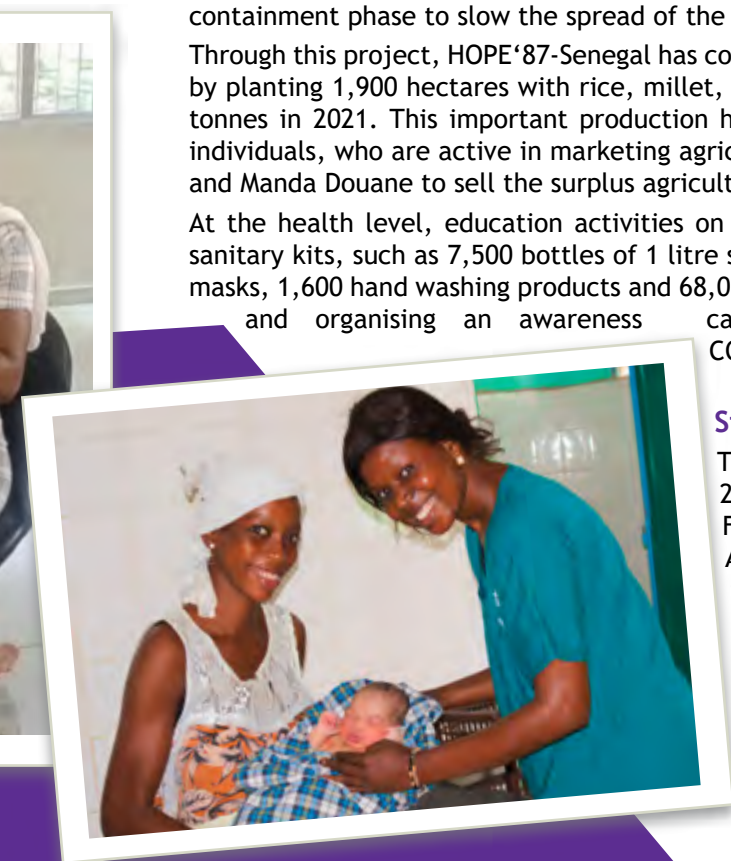 containment phase to slow the spread of the
Through this project, HOPE‘87-Senegal has co
by planting 1,900 hectares with rice, millet,
tonnes in 2021. This important production h
individuals, who are active in marketing agric
and Manda Douane to sell the surplus agricult
At the health level, education activities on
sanitary kits, such as 7,500 bottles of 1 litre s
masks, 1,600 hand washing products and 68,0
and organising an awareness ca
CO
S
T
2
F
A